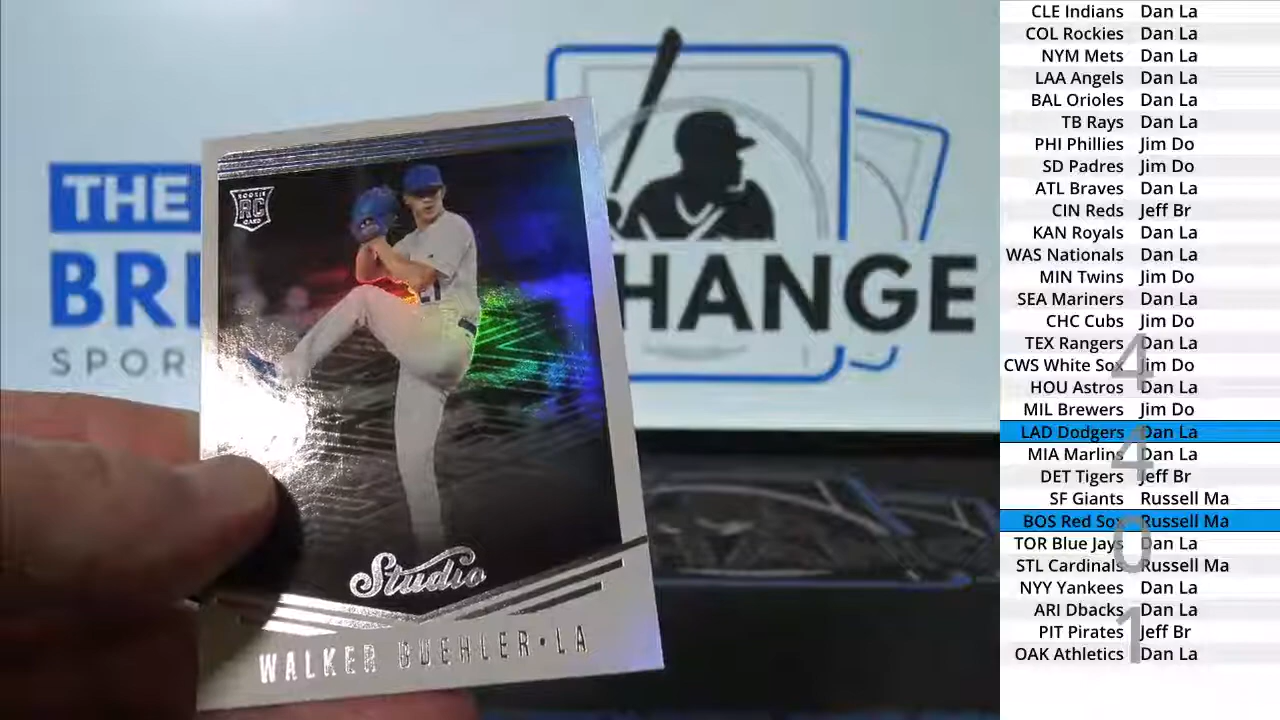 THE
BRE
SPOR
HANGE
ROOKIE
RC
CARD
21
Studio
WALKER BUEHLER•LA
CLE Indians Dan La
COL Rockies Dan La
NYM Mets Dan La
LAA Angels Dan La
BAL Orioles Dan La
TB Rays Dan La
PHI Phillies Jim Do
SD Padres Jim Do
ATL Braves Dan La
CIN Reds Jeff Br
KAN Royals Dan La
WAS Nationals Dan La
MIN Twins Jim Do
SEA Mariners Dan La
CHC Cubs Jim Do
TEX Rangers Dan La
CWS White Sox Jim Do
HOU Astros Dan La
MIL Brewers Jim Do
LAD Dodgers Dan La
MIA Marlins Dan La
DET Tigers Jeff Br
SF Giants Russell Ma
BOS Red Sox Russell Ma
TOR Blue Jays Dan La
STL Cardinals Russell Ma
NYY Yankees Dan La
ARI Dbacks Dan La
PIT Pirates Jeff Br
OAK Athletics Dan La
4
4
0
1